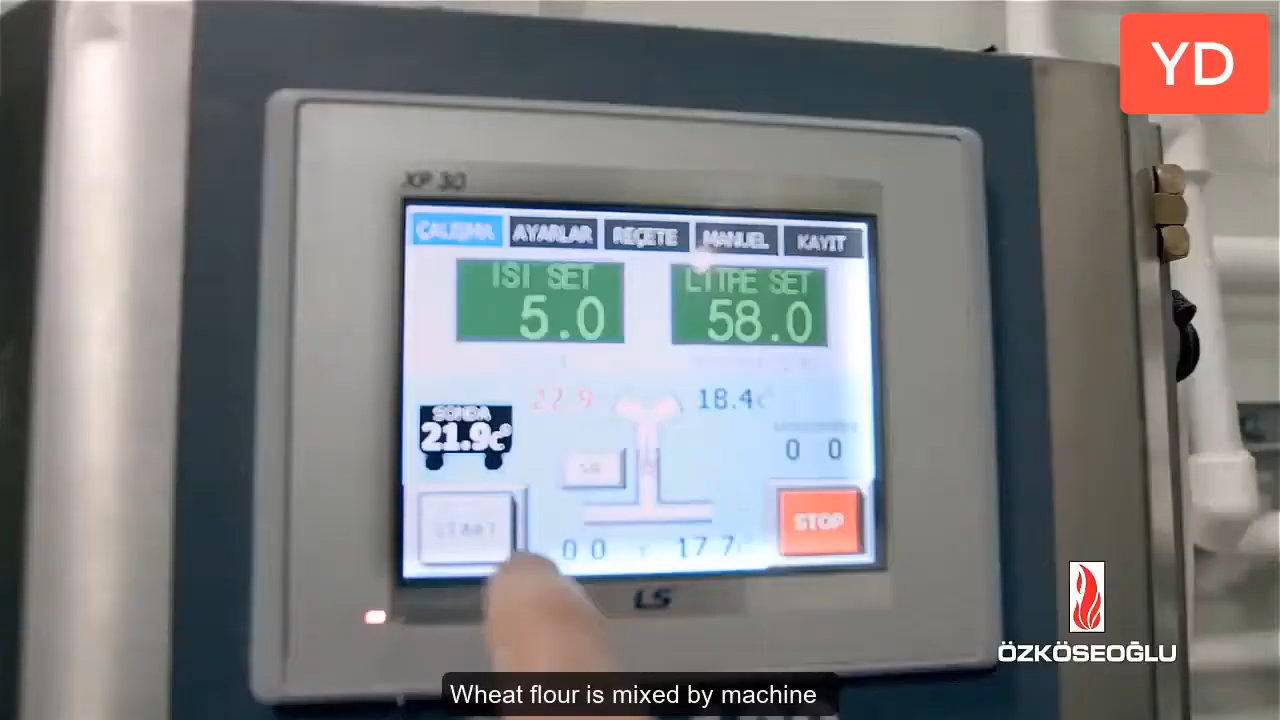 YD
XP 30
ÇALIŞMA AYARLAR REÇETE MANUEL KAYIT
ISI SET
5.0
LITRE SET
58.0
22.9
18.4c°
SONDA
21.9c°
0 0
START
STOP
0 0
17.7
LS
ÖZKÖSEOĞLU
Wheat flour is mixed by machine